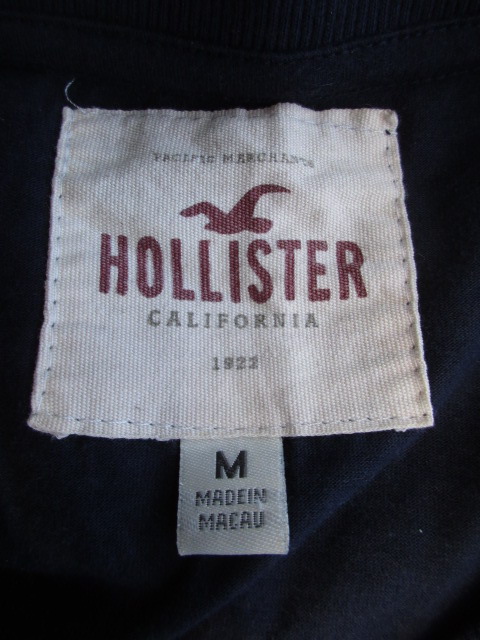 PACIFIC MERCHANTS
HOLLISTER
CALIFORNIA
1922
M
MADEIN
MACAU